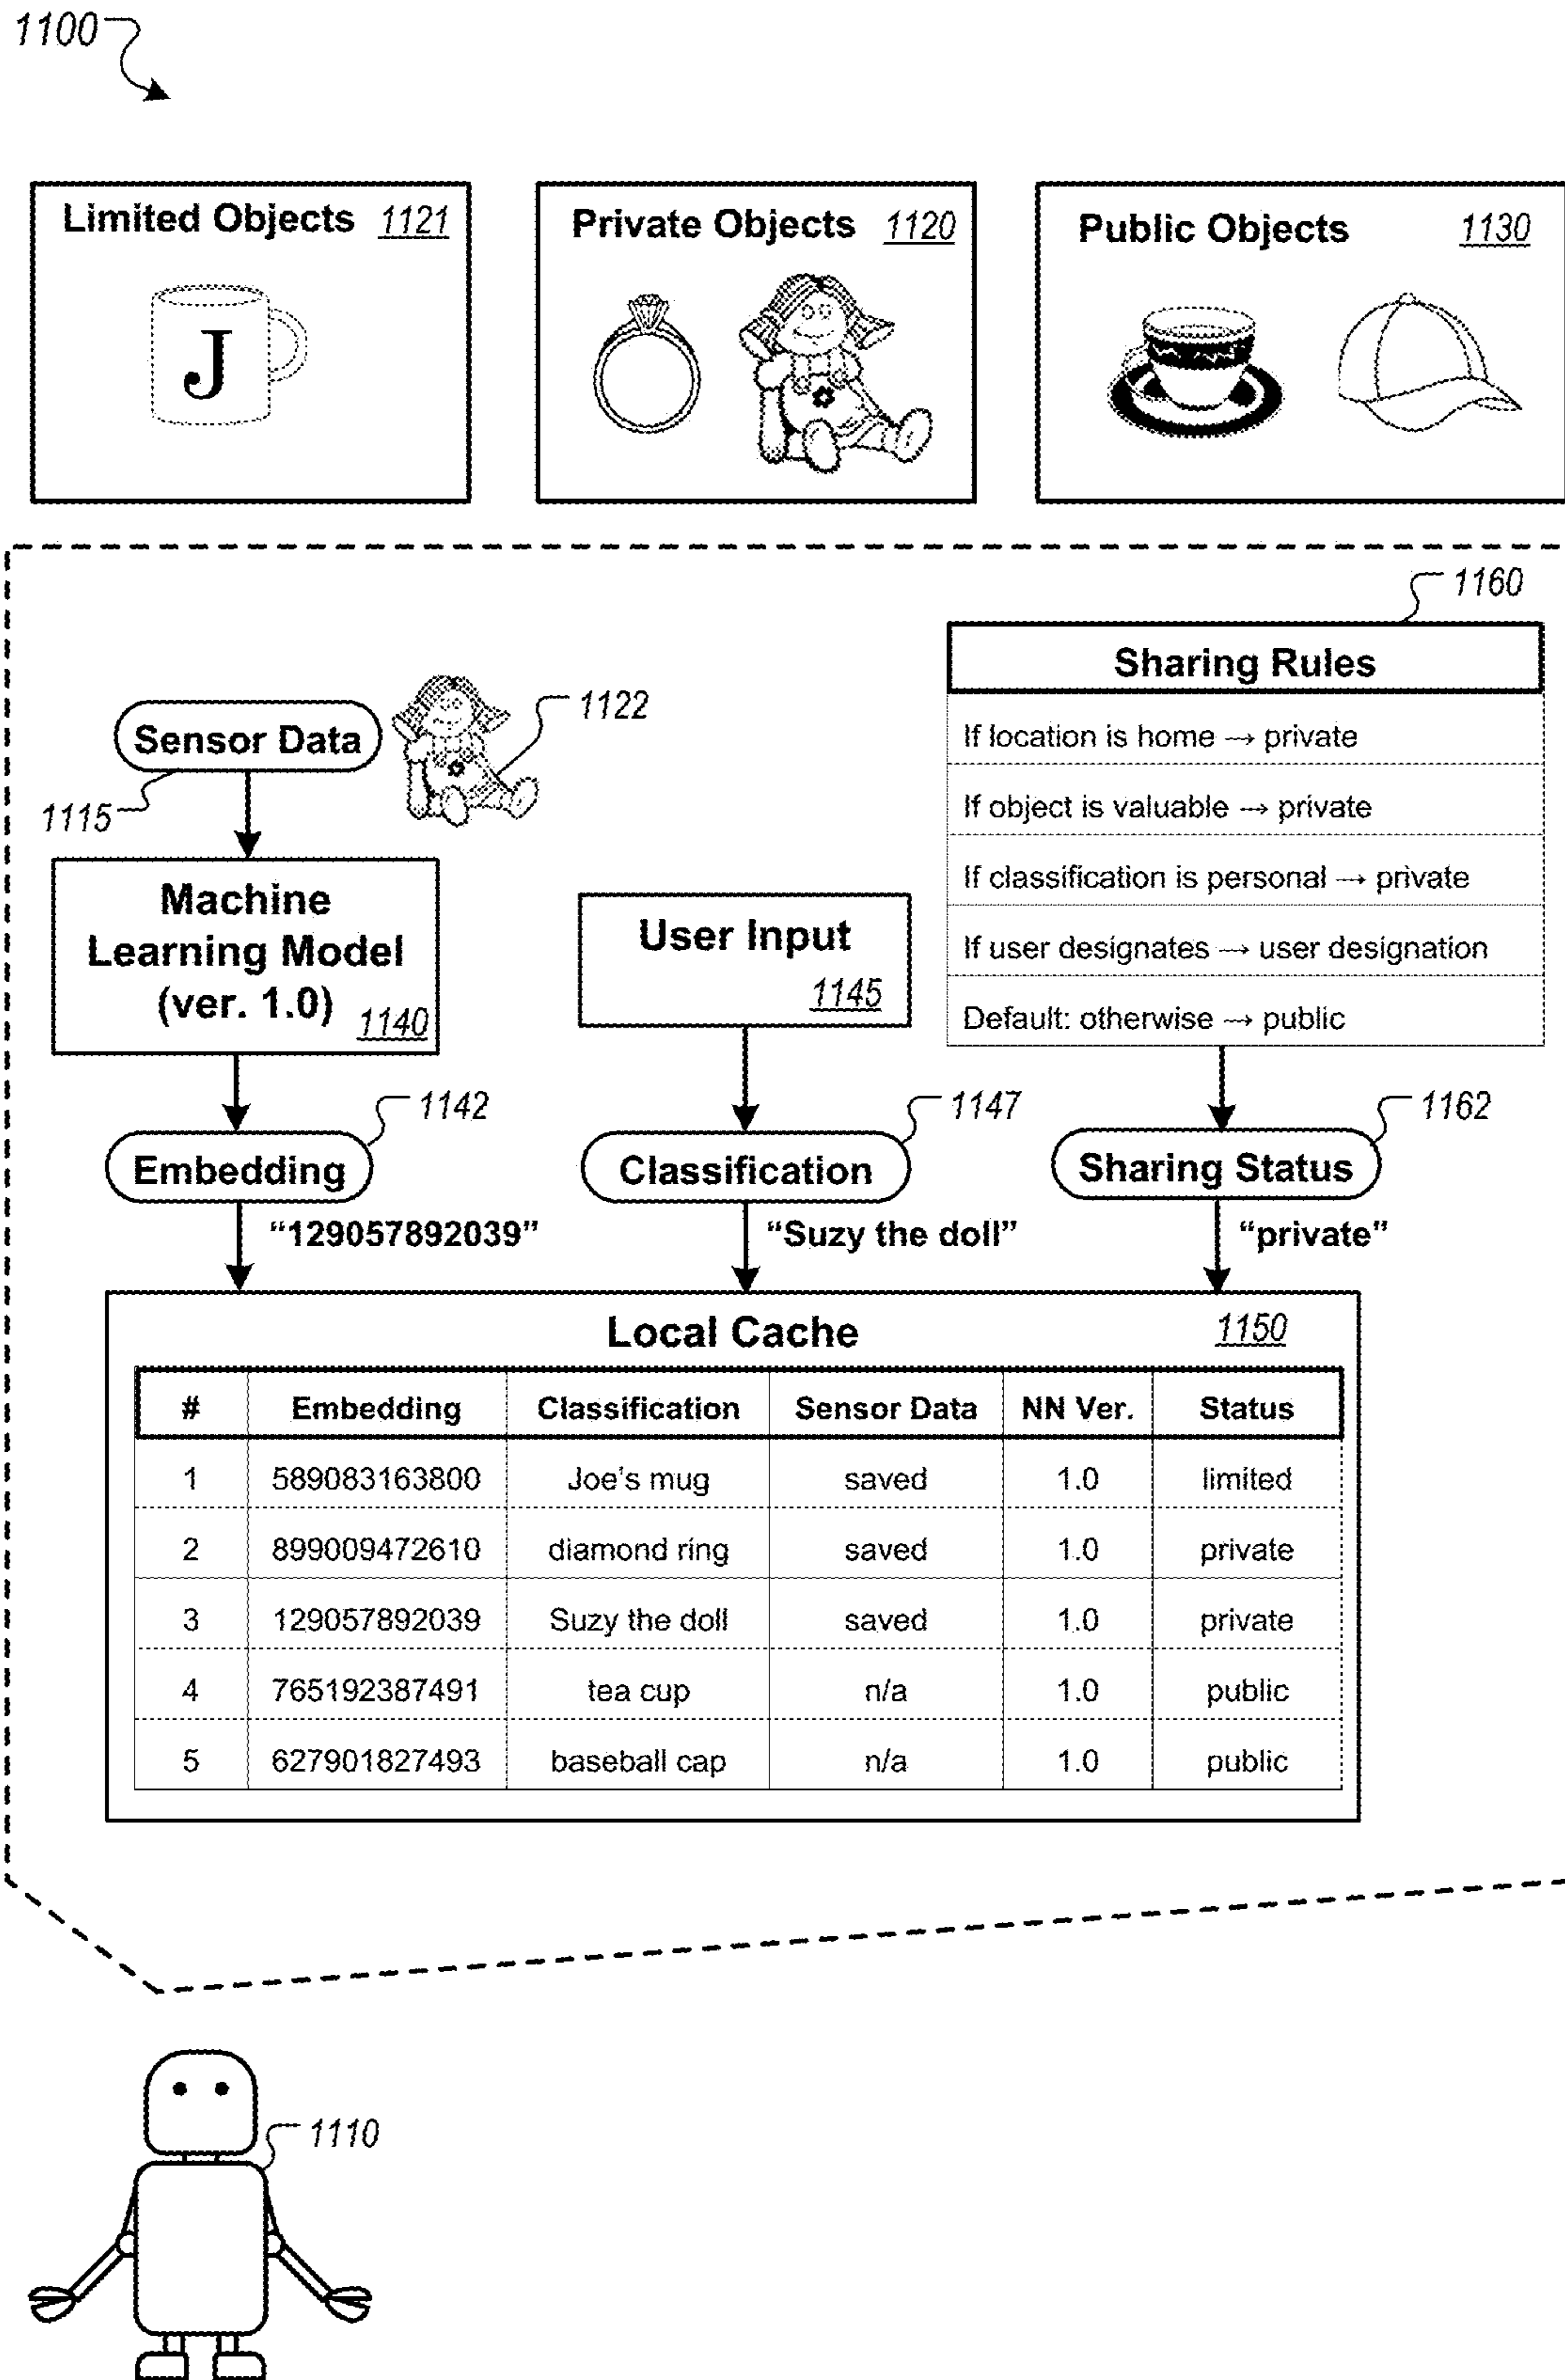 1100
Limited Objects 1121
J
Private Objects 1120
Public Objects 1130
1160
Sharing Rules
If location is home → private
If object is valuable → private
If classification is personal → private
If user designates → user designation
Default: otherwise → public
Sensor Data
1122
1115
Machine
Learning Model
(ver. 1.0) 1140
User Input
1145
1142
Embedding
1147
Classification
1162
Sharing Status
“129057892039”
“Suzy the doll”
“private”
Local Cache 1150
# Embedding Classification Sensor Data NN Ver. Status
1 589083163800 Joe's mug saved 1.0 limited
2 899009472610 diamond ring saved 1.0 private
3 129057892039 Suzy the doll saved 1.0 private
4 765192387491 tea cup n/a 1.0 public
5 627901827493 baseball cap n/a 1.0 public
1110